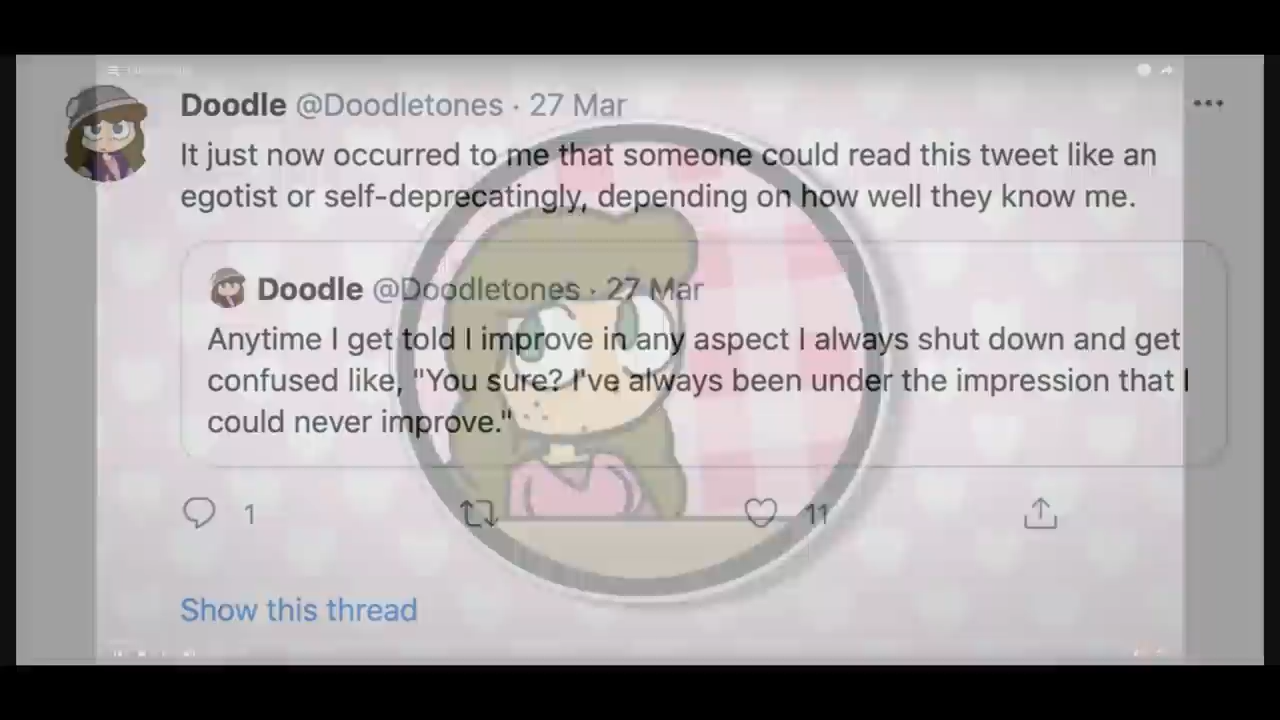 Doodle @Doodletones · 27 Mar
It just now occurred to me that someone could read this tweet like an
egotist or self-deprecatingly, depending on how well they know me.
Doodle @Doodletones · 27 Mar
Anytime I get told I improve in any aspect I always shut down and get
confused like, "You sure? I've always been under the impression that I
could never improve."
1
11
Show this thread